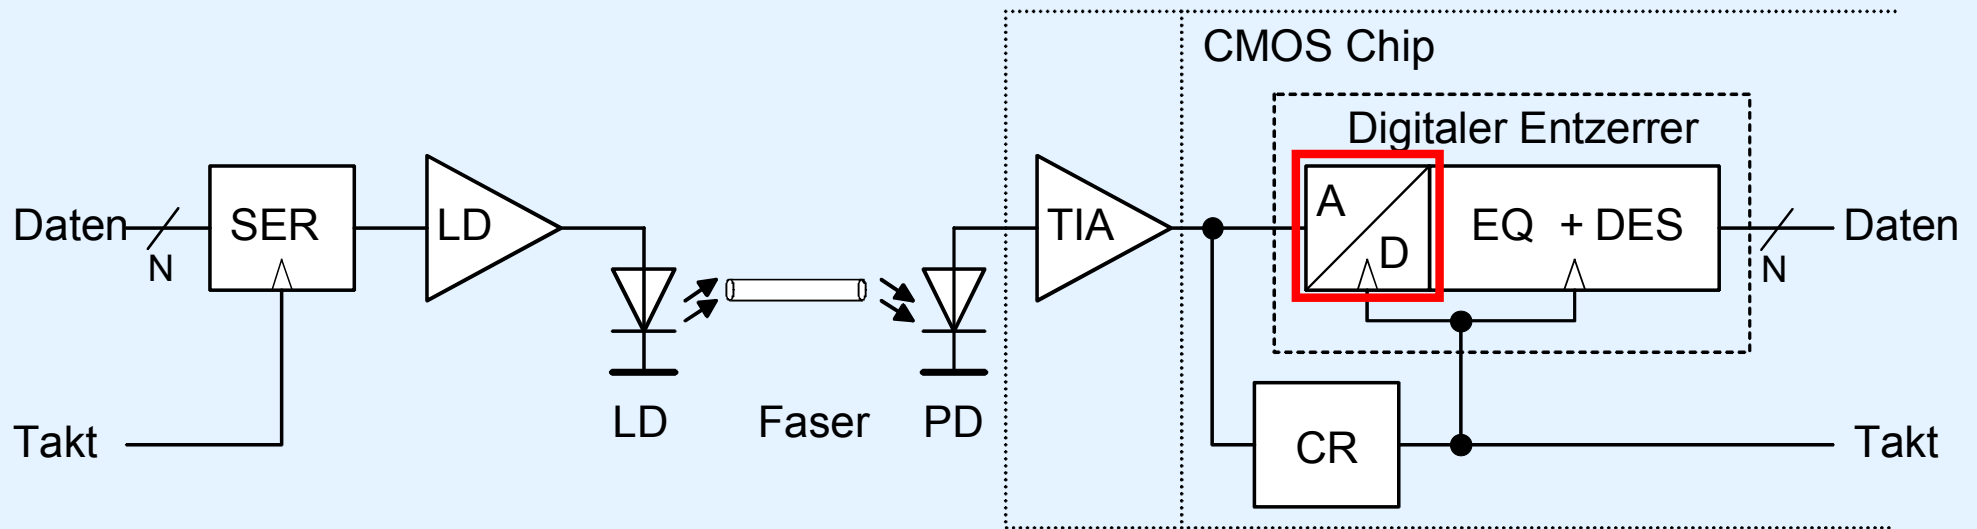 CMOS Chip
Digitaler Entzerrer
Daten
N
SER
LD
TIA
A
D
EQ + DES
N
Daten
LD
Faser
PD
Takt
CR
Takt